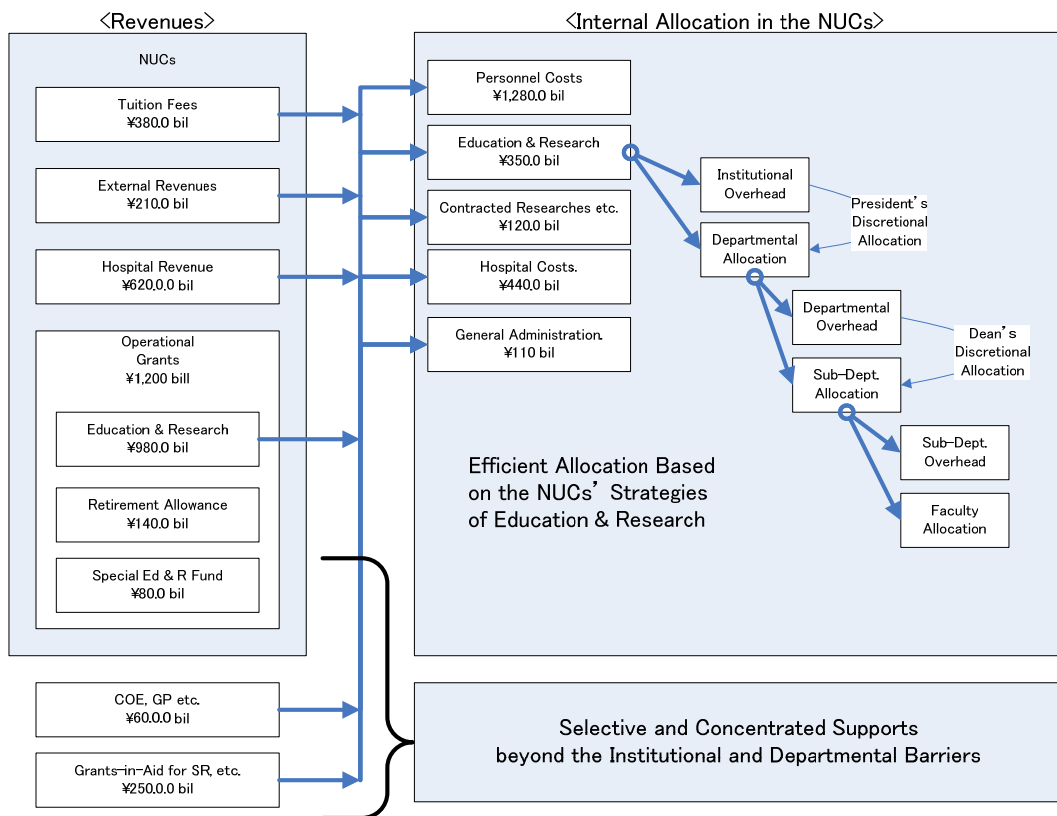 <Revenues>
NUCs
Tuition Fees
¥380.0 bil
External Revenues
¥210.0 bil
Hospital Revenue
¥620.0.0 bil
Operational
Grants
¥1,200 bill
Education & Research
¥980.0 bil
Retirement Allowance
¥140.0 bil
Special Ed & R Fund
¥80.0 bil
COE, GP etc.
¥60.0.0 bil
Grants-in-Aid for SR, etc.
¥250.0.0 bil
<Internal Allocation in the NUCs>
Personnel Costs
¥1,280.0 bil
Education & Research
¥350.0 bil
Contracted Researches etc.
¥120.0 bil
Hospital Costs.
¥440.0 bil
General Administration.
¥110 bil
Institutional
Overhead
Departmental
Allocation
President's
Discretional
Allocation
Departmental
Overhead
Sub-Dept.
Allocation
Dean's
Discretional
Allocation
Sub-Dept.
Overhead
Faculty
Allocation
Efficient Allocation Based
on the NUCs' Strategies
of Education & Research
Selective and Concentrated Supports
beyond the Institutional and Departmental Barriers